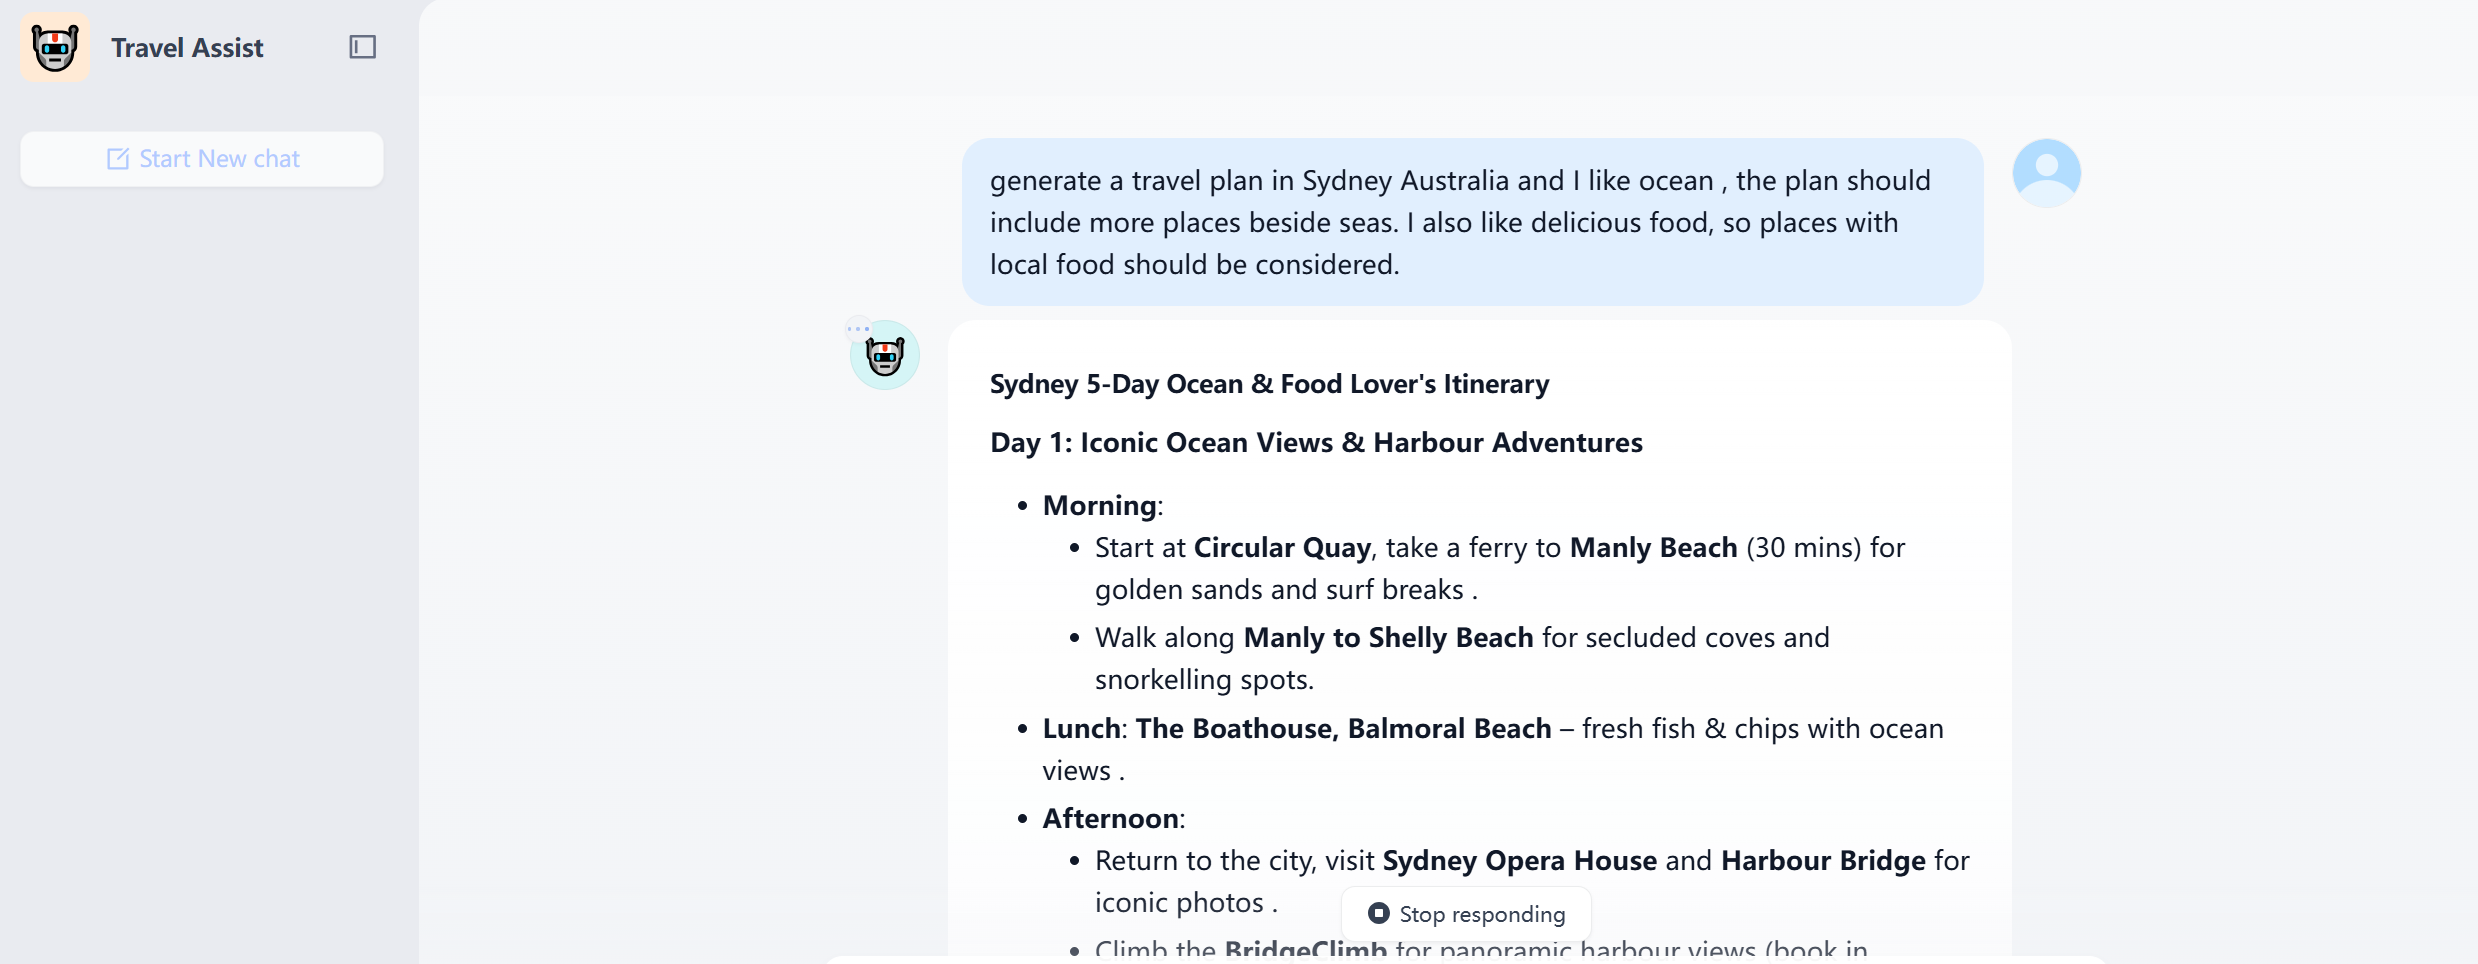 Travel Assist
Start New chat
generate a travel plan in Sydney Australia and I like ocean , the plan should
include more places beside seas. I also like delicious food, so places with
local food should be considered.
Sydney 5-Day Ocean & Food Lover's Itinerary
Day 1: Iconic Ocean Views & Harbour Adventures
• Morning:
• Start at Circular Quay, take a ferry to Manly Beach (30 mins) for
golden sands and surf breaks .
• Walk along Manly to Shelly Beach for secluded coves and
snorkelling spots.
• Lunch: The Boathouse, Balmoral Beach – fresh fish & chips with ocean
views .
• Afternoon:
• Return to the city, visit Sydney Opera House and Harbour Bridge for
iconic photos .
Stop responding
• Climb the BridgeClimb for panoramic harbour views (book in